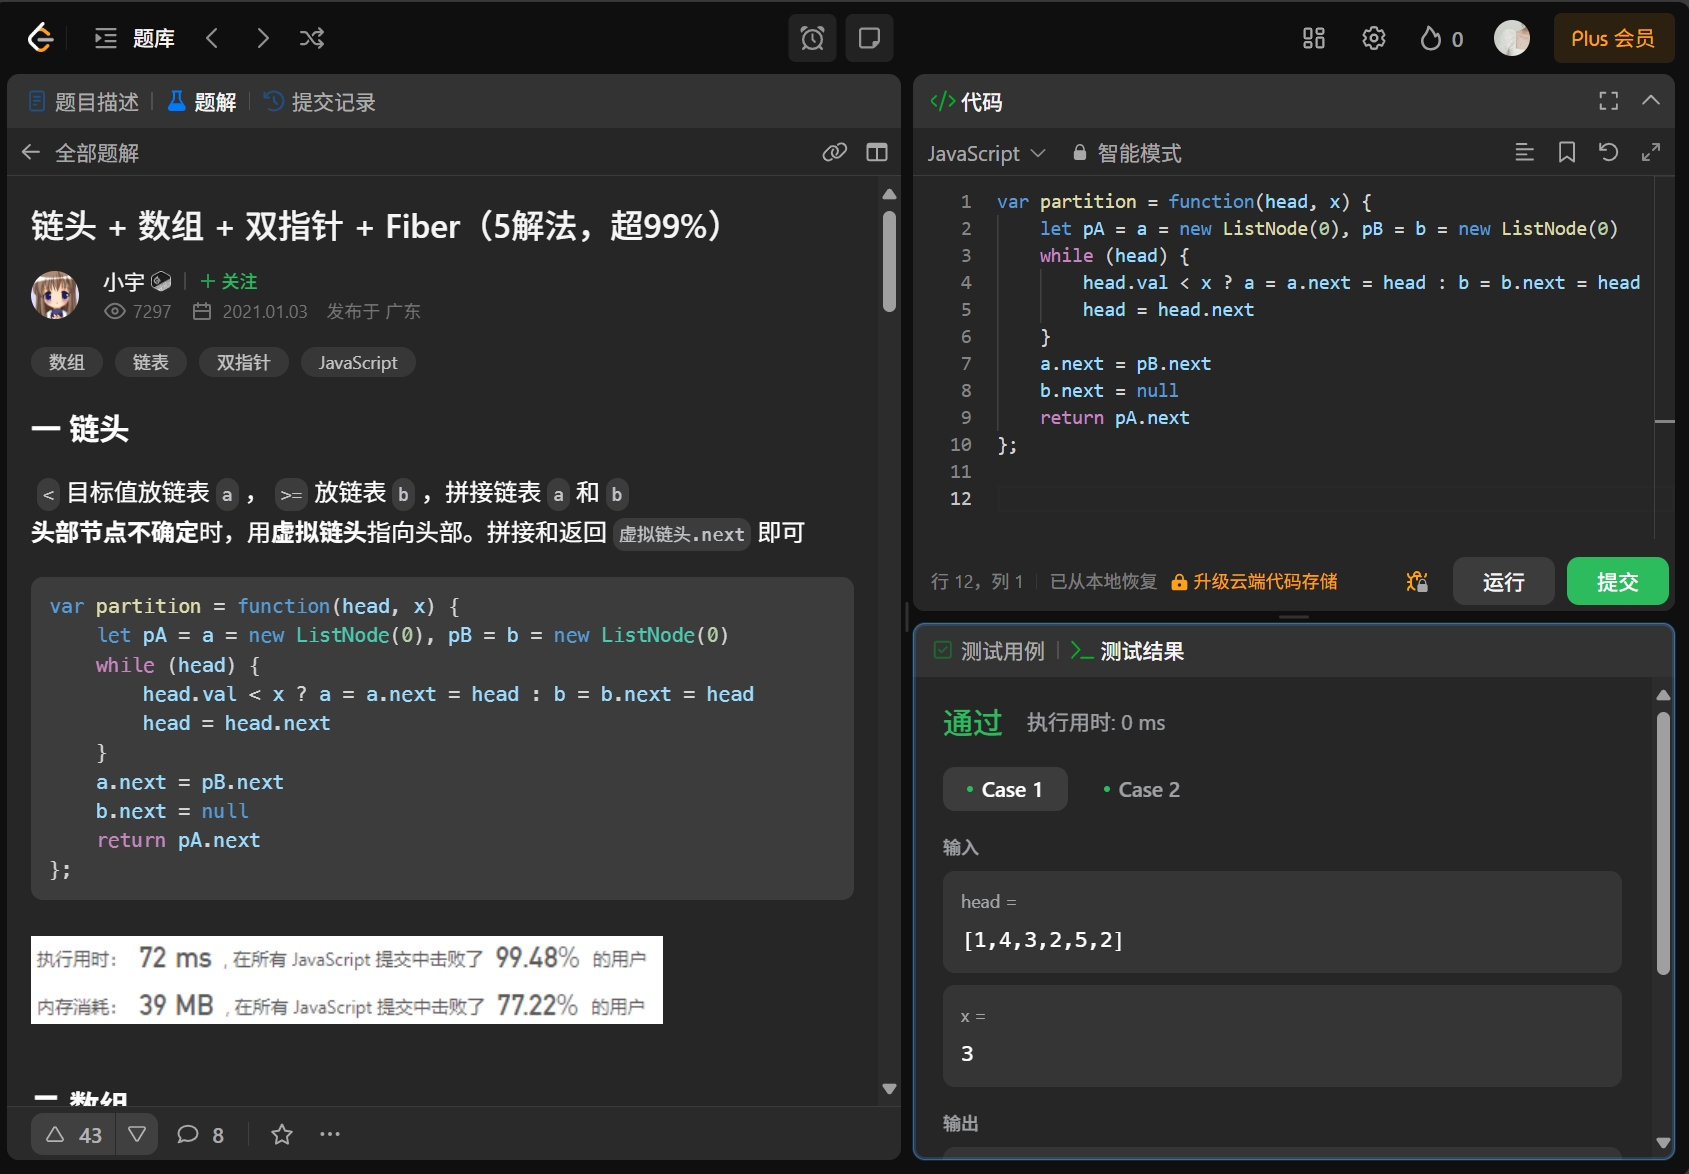 题库
0
Plus 会员
题目描述
题解
提交记录
全部题解
链头 + 数组 + 双指针 + Fiber（5解法，超99%）
小宇
+ 关注
7297
2021.01.03
发布于 广东
数组
链表
双指针
JavaScript
一 链头
< 目标值放链表 a ， >= 放链表 b ，拼接链表 a 和 b
头部节点不确定时，用虚拟链头指向头部。拼接和返回 虚拟链头.next 即可
var partition = function(head, x) {
    let pA = a = new ListNode(0), pB = b = new ListNode(0)
    while (head) {
        head.val < x ? a = a.next = head : b = b.next = head
        head = head.next
    }
    a.next = pB.next
    b.next = null
    return pA.next
};
执行用时： 72 ms , 在所有 JavaScript 提交中击败了 99.48% 的用户
内存消耗： 39 MB , 在所有 JavaScript 提交中击败了 77.22% 的用户
二 数组
43
8
</> 代码
JavaScript
智能模式
1 var partition = function(head, x) {
2     let pA = a = new ListNode(0), pB = b = new ListNode(0)
3     while (head) {
4         head.val < x ? a = a.next = head : b = b.next = head
5         head = head.next
6     }
7     a.next = pB.next
8     b.next = null
9     return pA.next
10 };
11
12
行 12，列 1
已从本地恢复
升级云端代码存储
运行
提交
测试用例
测试结果
通过
执行用时: 0 ms
Case 1
Case 2
输入
head =
[1,4,3,2,5,2]
x =
3
输出